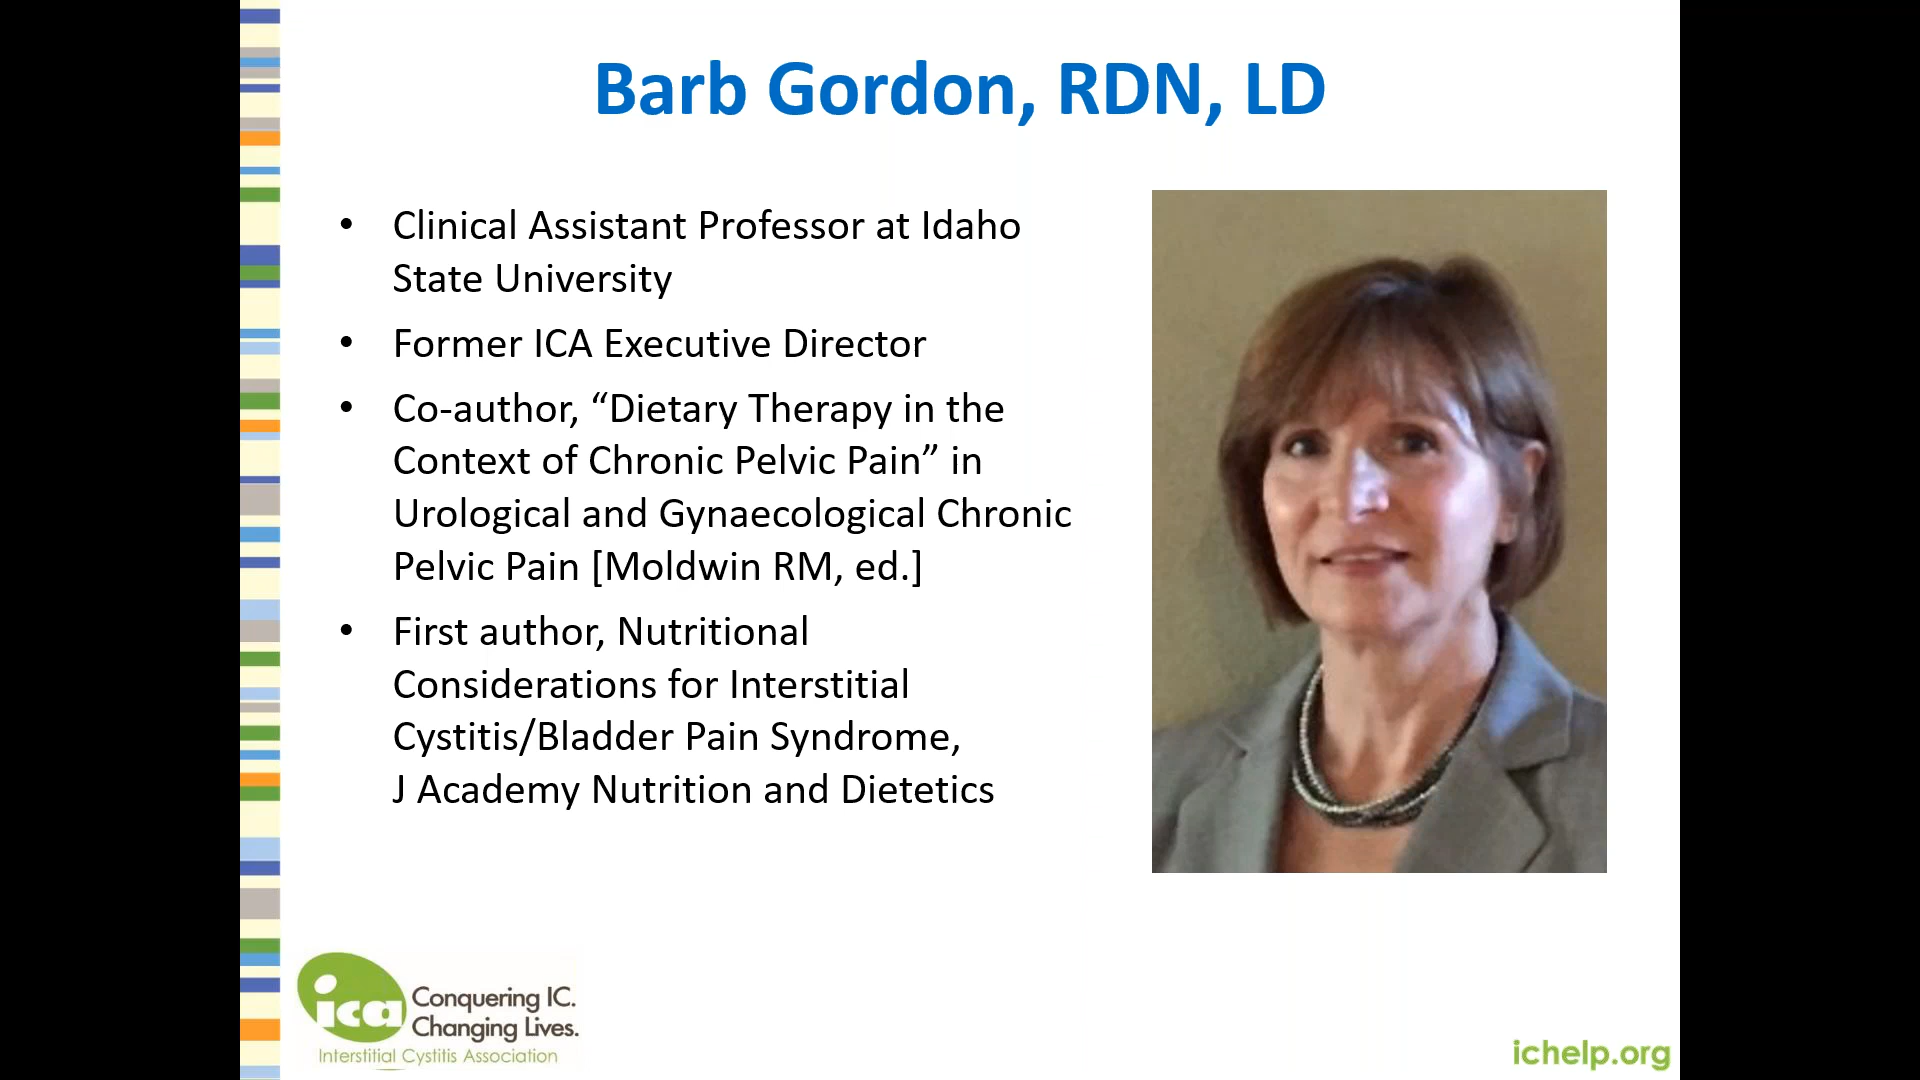 Barb Gordon, RDN, LD
• Clinical Assistant Professor at Idaho
State University
• Former ICA Executive Director
• Co-author, “Dietary Therapy in the
Context of Chronic Pelvic Pain” in
Urological and Gynaecological Chronic
Pelvic Pain [Moldwin RM, ed.]
• First author, Nutritional
Considerations for Interstitial
Cystitis/Bladder Pain Syndrome,
J Academy Nutrition and Dietetics
ica
Conquering IC.
Changing Lives.
Interstitial Cystitis Association
ichelp.org